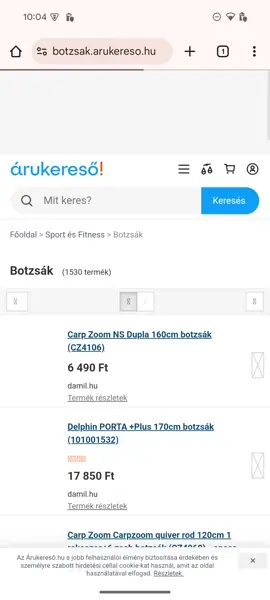 10:04
botzsak.arukereso.hu
1
árukereső!
Mit keres?
Keresés
Főoldal > Sport és Fitness > Botzsák
Botzsák (1530 termék)
Carp Zoom NS Dupla 160cm botzsák
(CZ4106)
6 490 Ft
damil.hu
Termék részletek
Delphin PORTA +Plus 170cm botzsák
(101001532)
17 850 Ft
damil.hu
Termék részletek
Carp Zoom Carpzoom quiver rod 120cm 1
Az Árukereső.hu a jobb felhasználói élmény biztosítása érdekében és
személyre szabott hirdetési céllal cookie-kat használ, amit az oldal
használatával elfogad. Részletek.
×